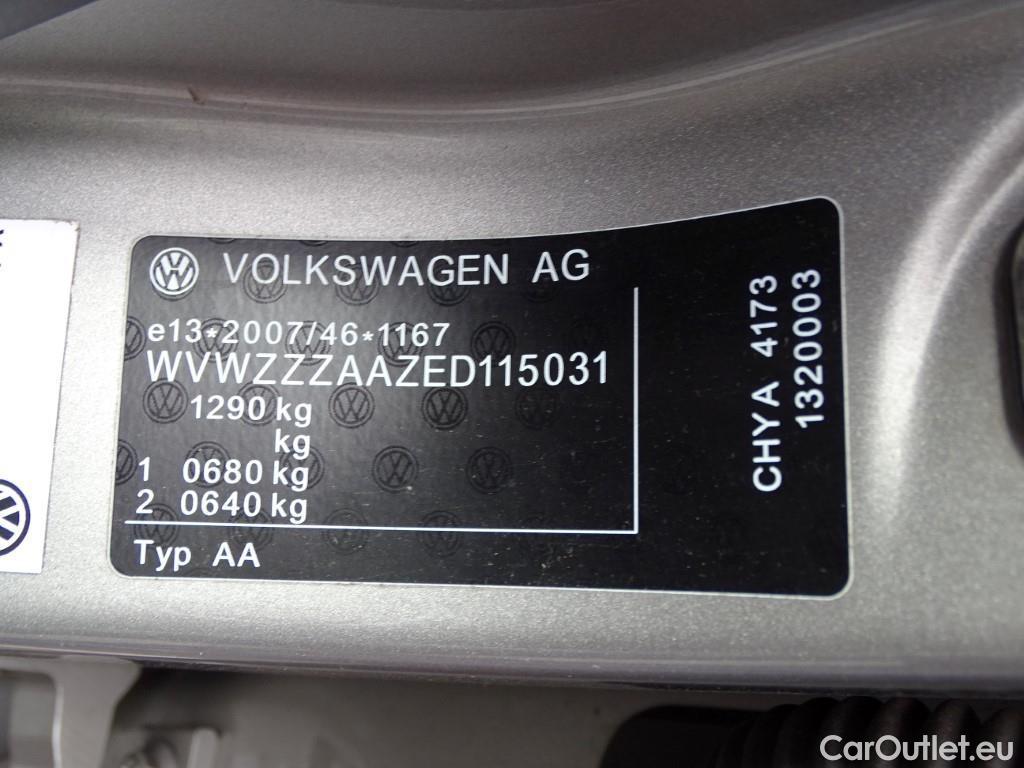 VOLKSWAGEN AG
e13*2007/46*1167
WVWZZZAAZED115031
1290 kg
kg
1 0680 kg
2 0640 kg
Typ AA
CHYA 4173
1320003
CarOutlet.eu